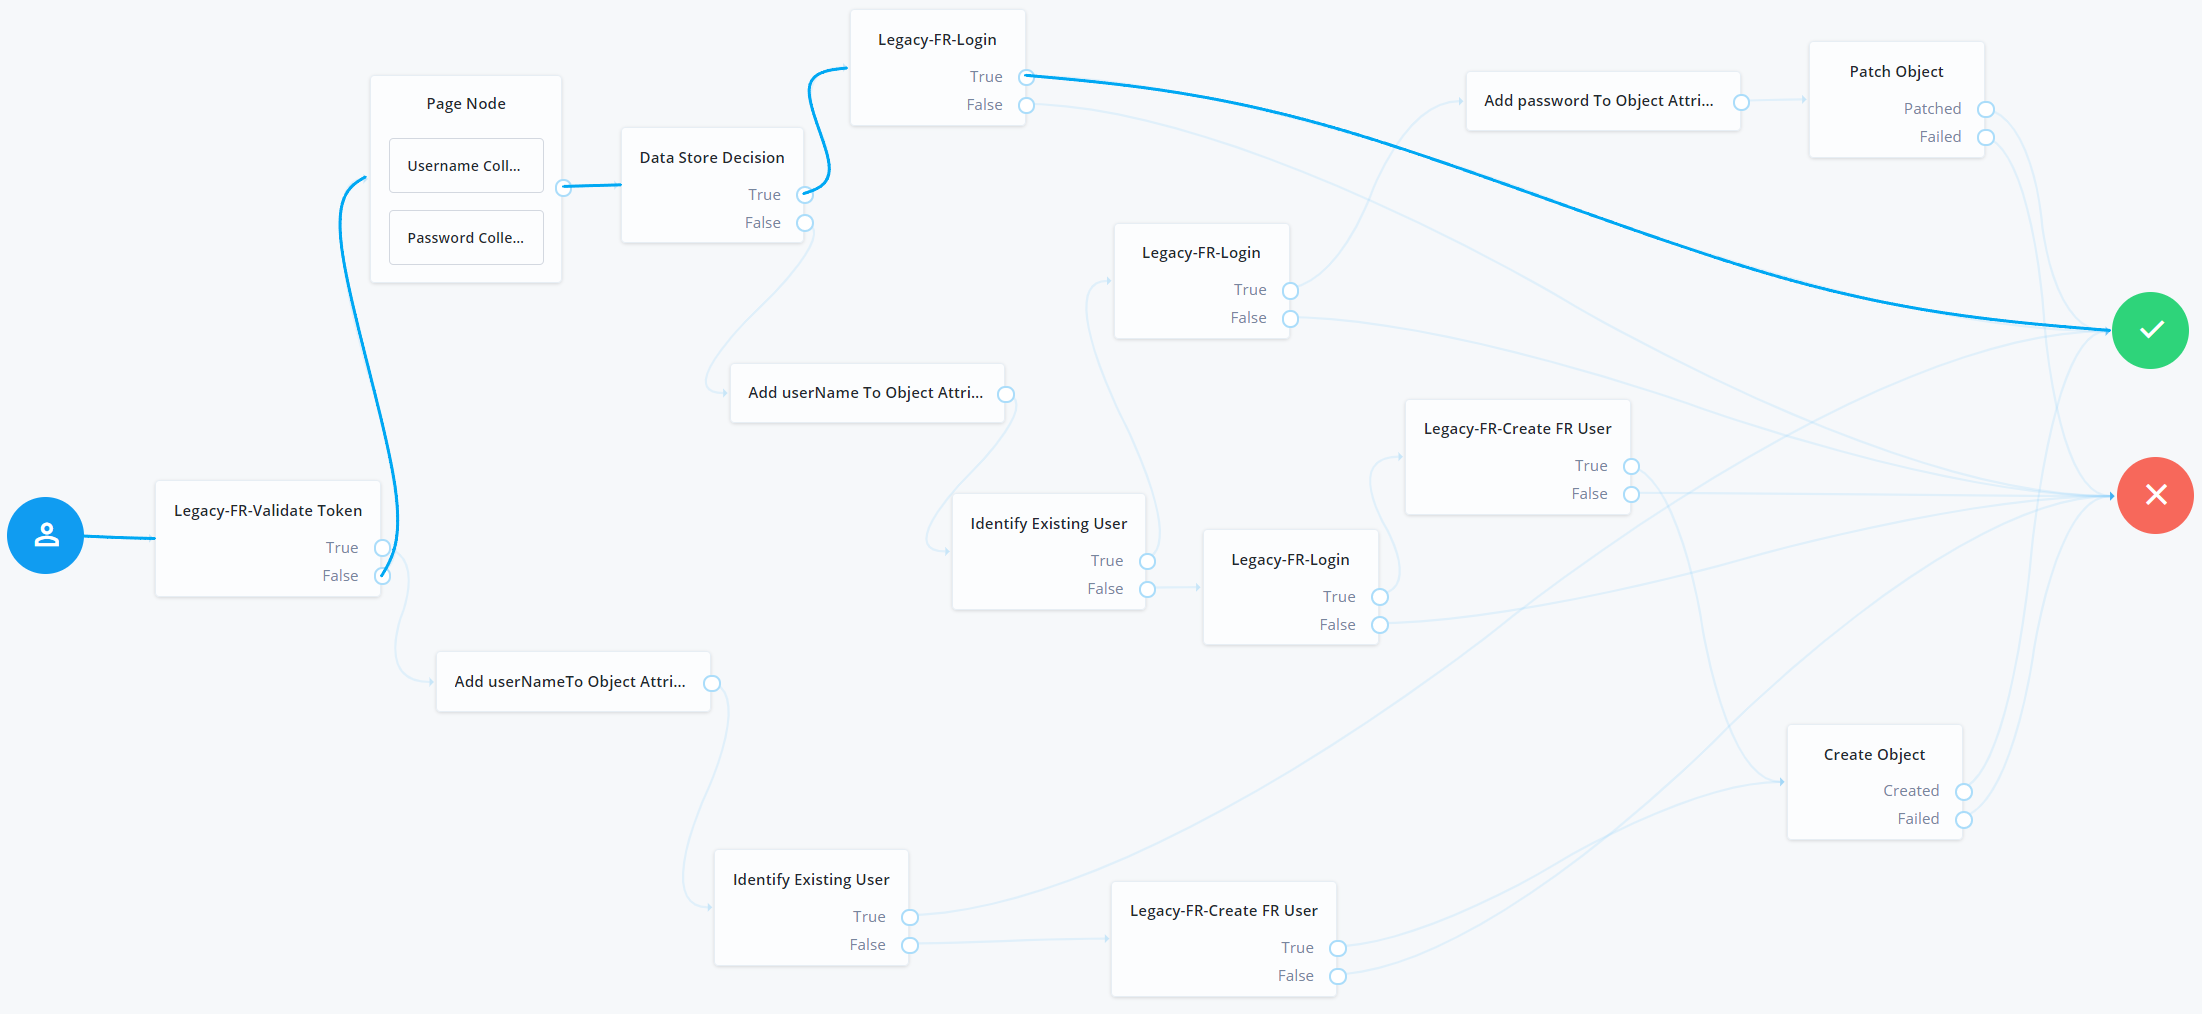 Legacy-FR-Validate Token
True
False
Page Node
Username Coll...
Password Colle...
Data Store Decision
True
False
Legacy-FR-Login
True
False
Add userName To Object Attri...
Identify Existing User
True
False
Legacy-FR-Login
True
False
Add password To Object Attri...
Patch Object
Patched
Failed
Legacy-FR-Login
True
False
Legacy-FR-Create FR User
True
False
Add userNameTo Object Attri...
Identify Existing User
True
False
Legacy-FR-Create FR User
True
False
Create Object
Created
Failed